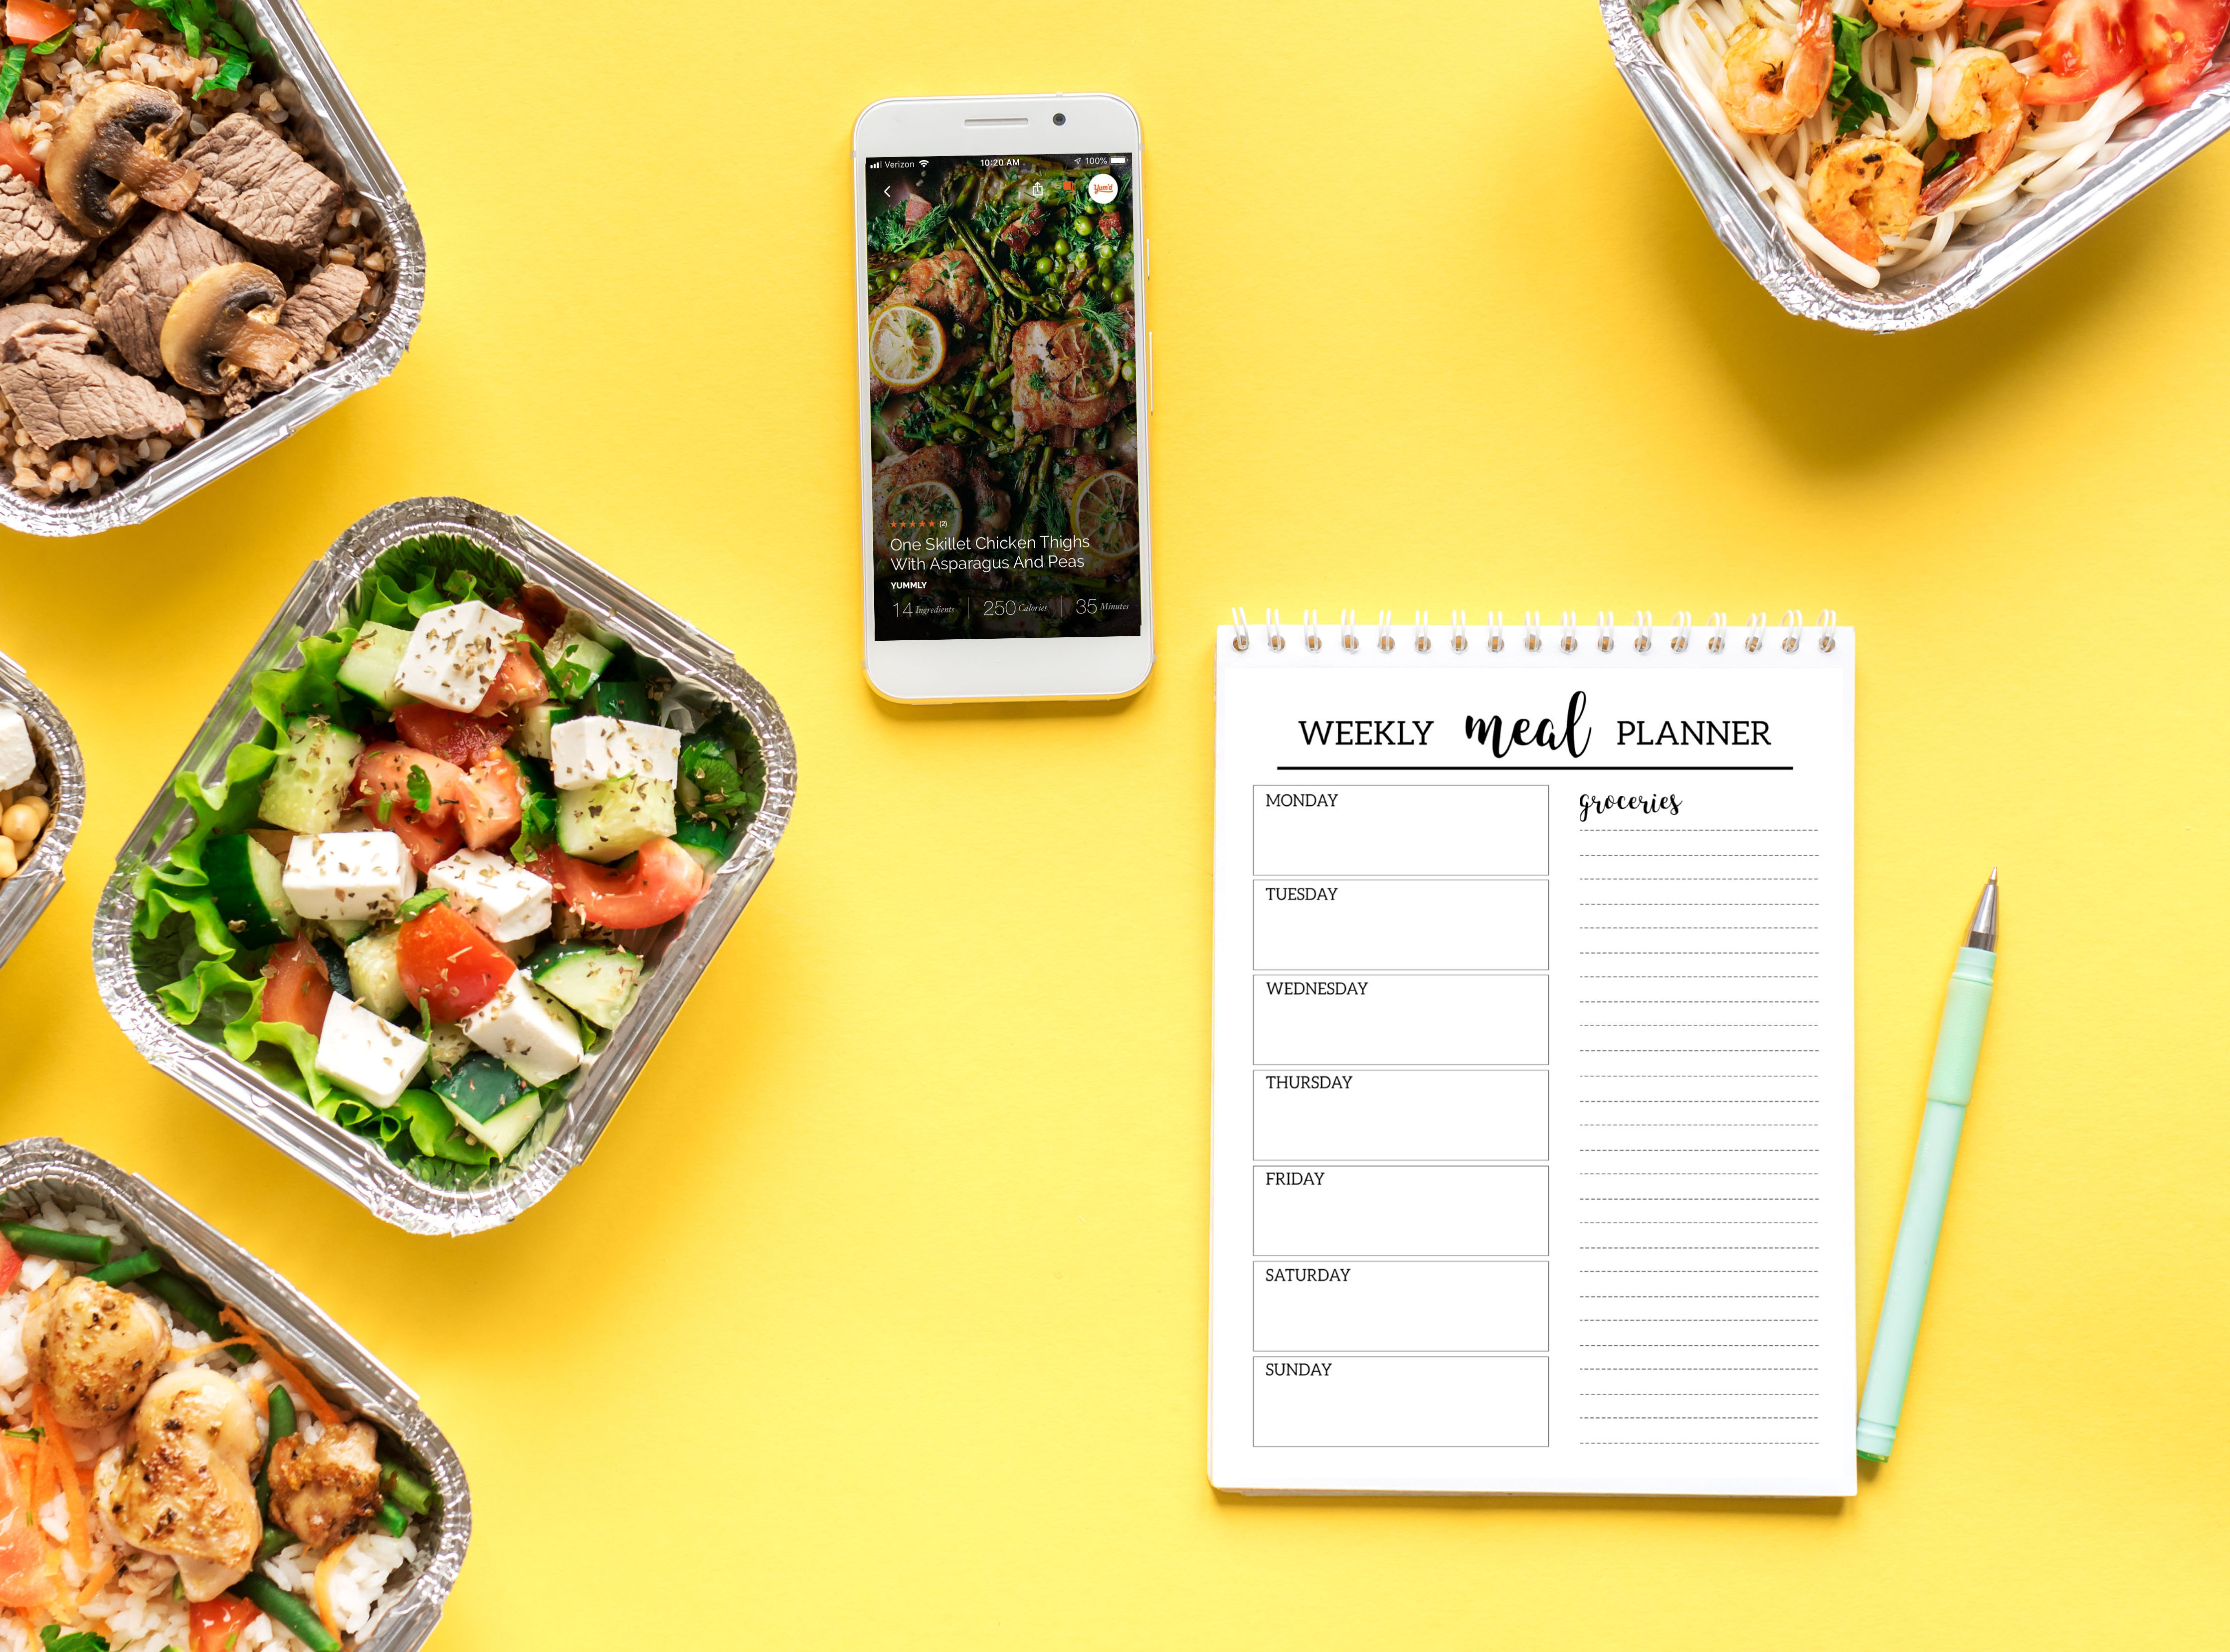 Verizon 10:20 AM 100%
Yum'd
(2)
One Skillet Chicken Thighs
With Asparagus And Peas
YUMMLY
14 Ingredients 250 Calories 35 Minutes
WEEKLY meal PLANNER
MONDAY
groceries
TUESDAY
WEDNESDAY
THURSDAY
FRIDAY
SATURDAY
SUNDAY